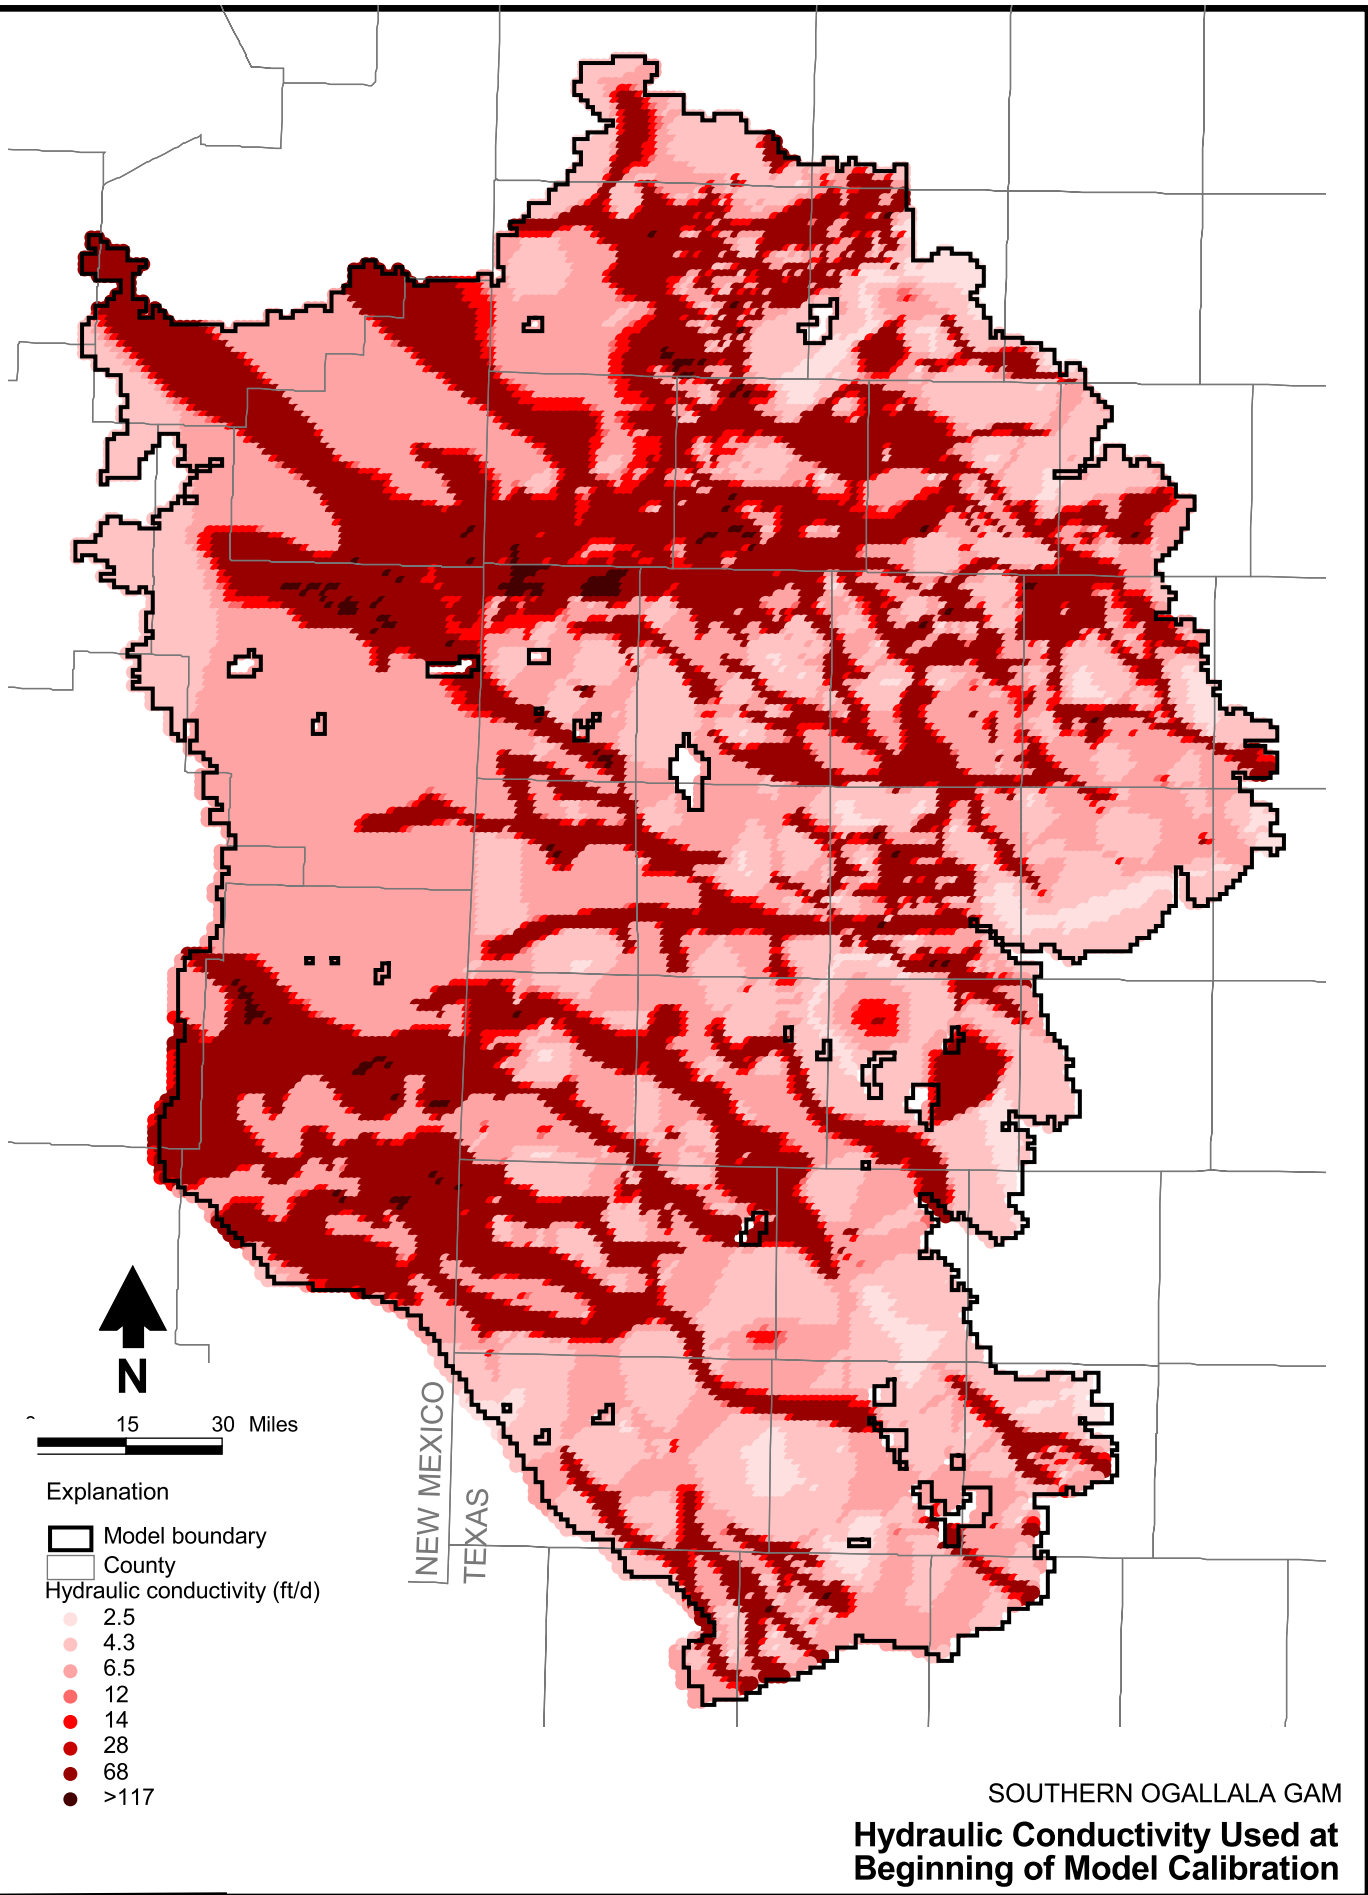 N
15 30 Miles
Explanation
Model boundary
County
Hydraulic conductivity (ft/d)
2.5
4.3
6.5
12
14
28
68
>117
NEW MEXICO
TEXAS
SOUTHERN OGALLALA GAM
Hydraulic Conductivity Used at
Beginning of Model Calibration